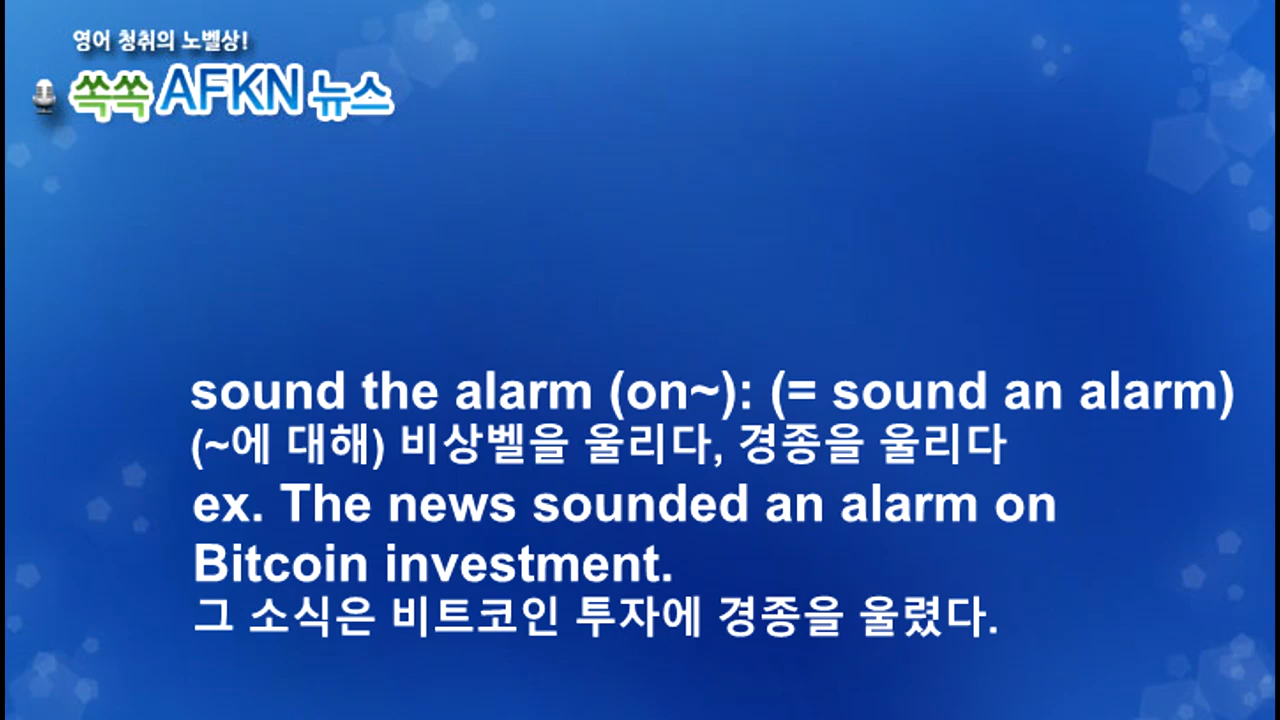 영어 청취의 노벨상!
쏙쏙 AFKN 뉴스
sound the alarm (on~): (= sound an alarm)
(~에 대해) 비상벨을 울리다, 경종을 울리다
ex. The news sounded an alarm on
Bitcoin investment.
그 소식은 비트코인 투자에 경종을 울렸다.